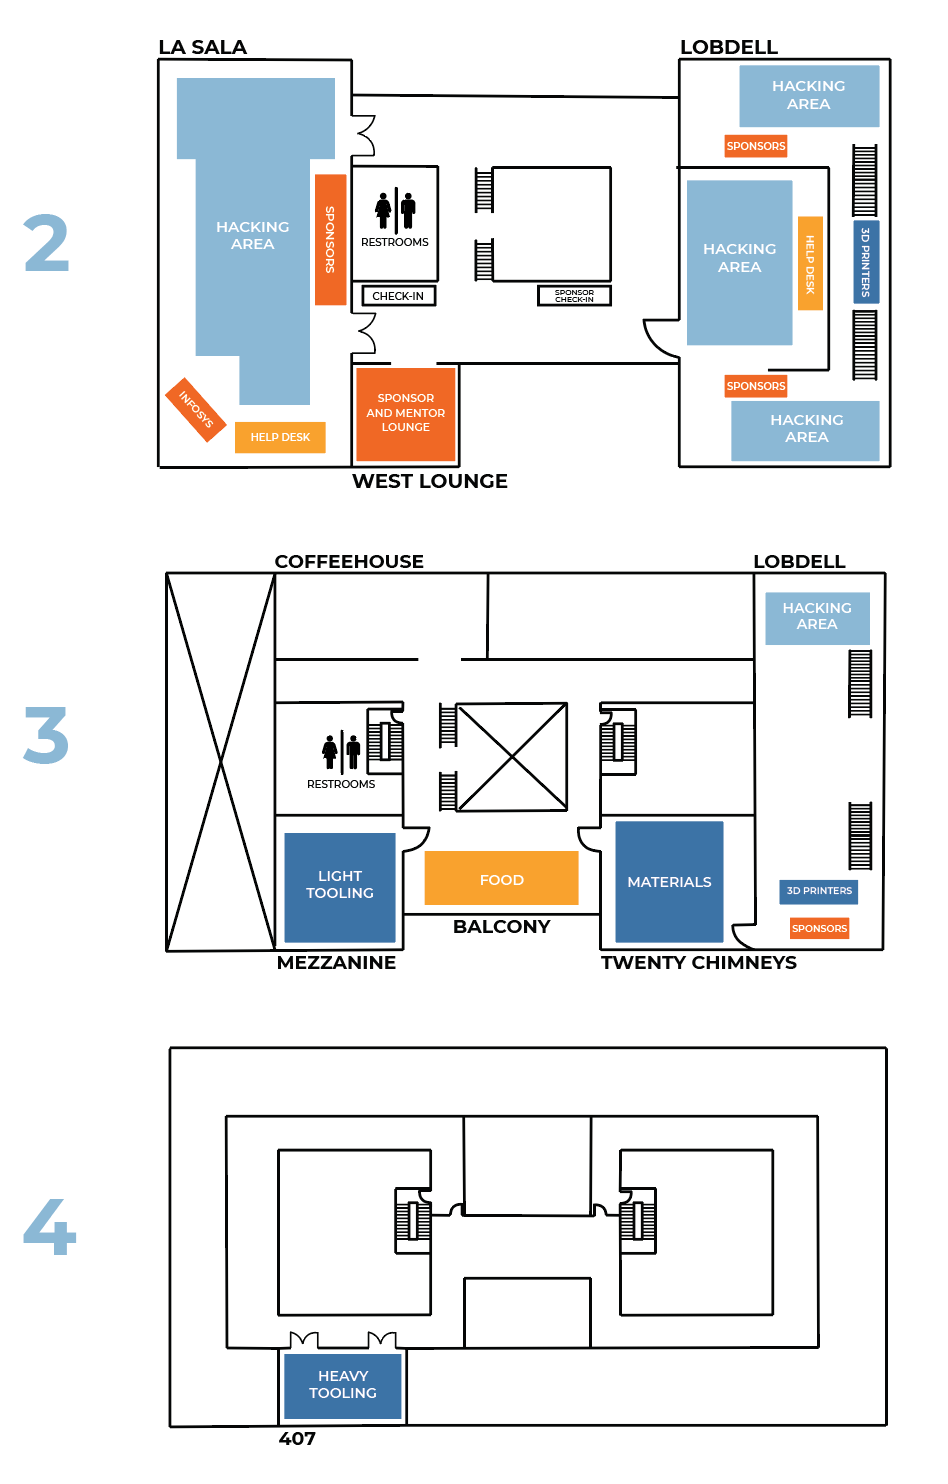 LA SALA
LOBDELL
2
HACKING
AREA
SPONSORS
HACKING
AREA
SPONSORS
RESTROOMS
CHECK-IN
SPONSOR
CHECK-IN
HACKING
AREA
HELP DESK
3D PRINTERS
INFOSYS
HELP DESK
SPONSOR
AND MENTOR
LOUNGE
SPONSORS
HACKING
AREA
WEST LOUNGE
COFFEEHOUSE
LOBDELL
3
HACKING
AREA
RESTROOMS
LIGHT
TOOLING
FOOD
MATERIALS
3D PRINTERS
SPONSORS
BALCONY
MEZZANINE
TWENTY CHIMNEYS
4
HEAVY
TOOLING
407